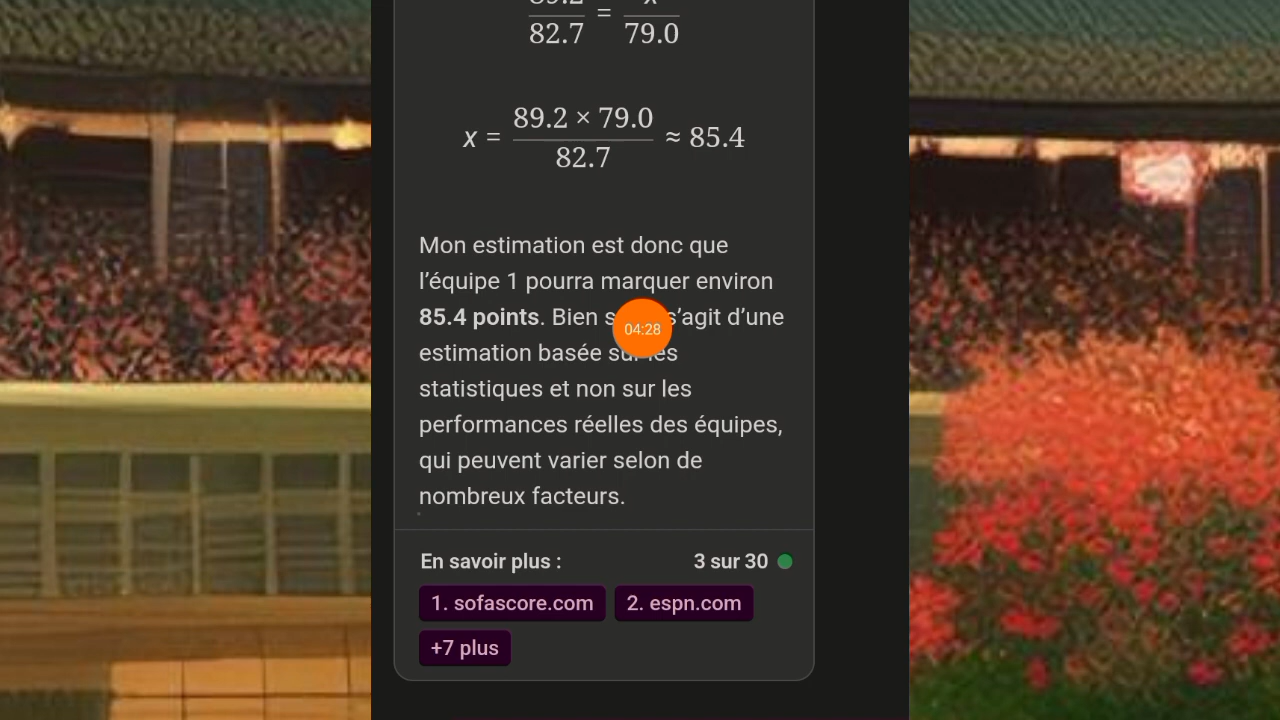 82.7 = 79.0
x = 89.2 × 79.0 / 82.7 ≈ 85.4
Mon estimation est donc que
l’équipe 1 pourra marquer environ
85.4 points. Bien s’agit d’une
04:28
estimation basée sur les
statistiques et non sur les
performances réelles des équipes,
qui peuvent varier selon de
nombreux facteurs.
En savoir plus : 3 sur 30
1. sofascore.com 2. espn.com
+7 plus